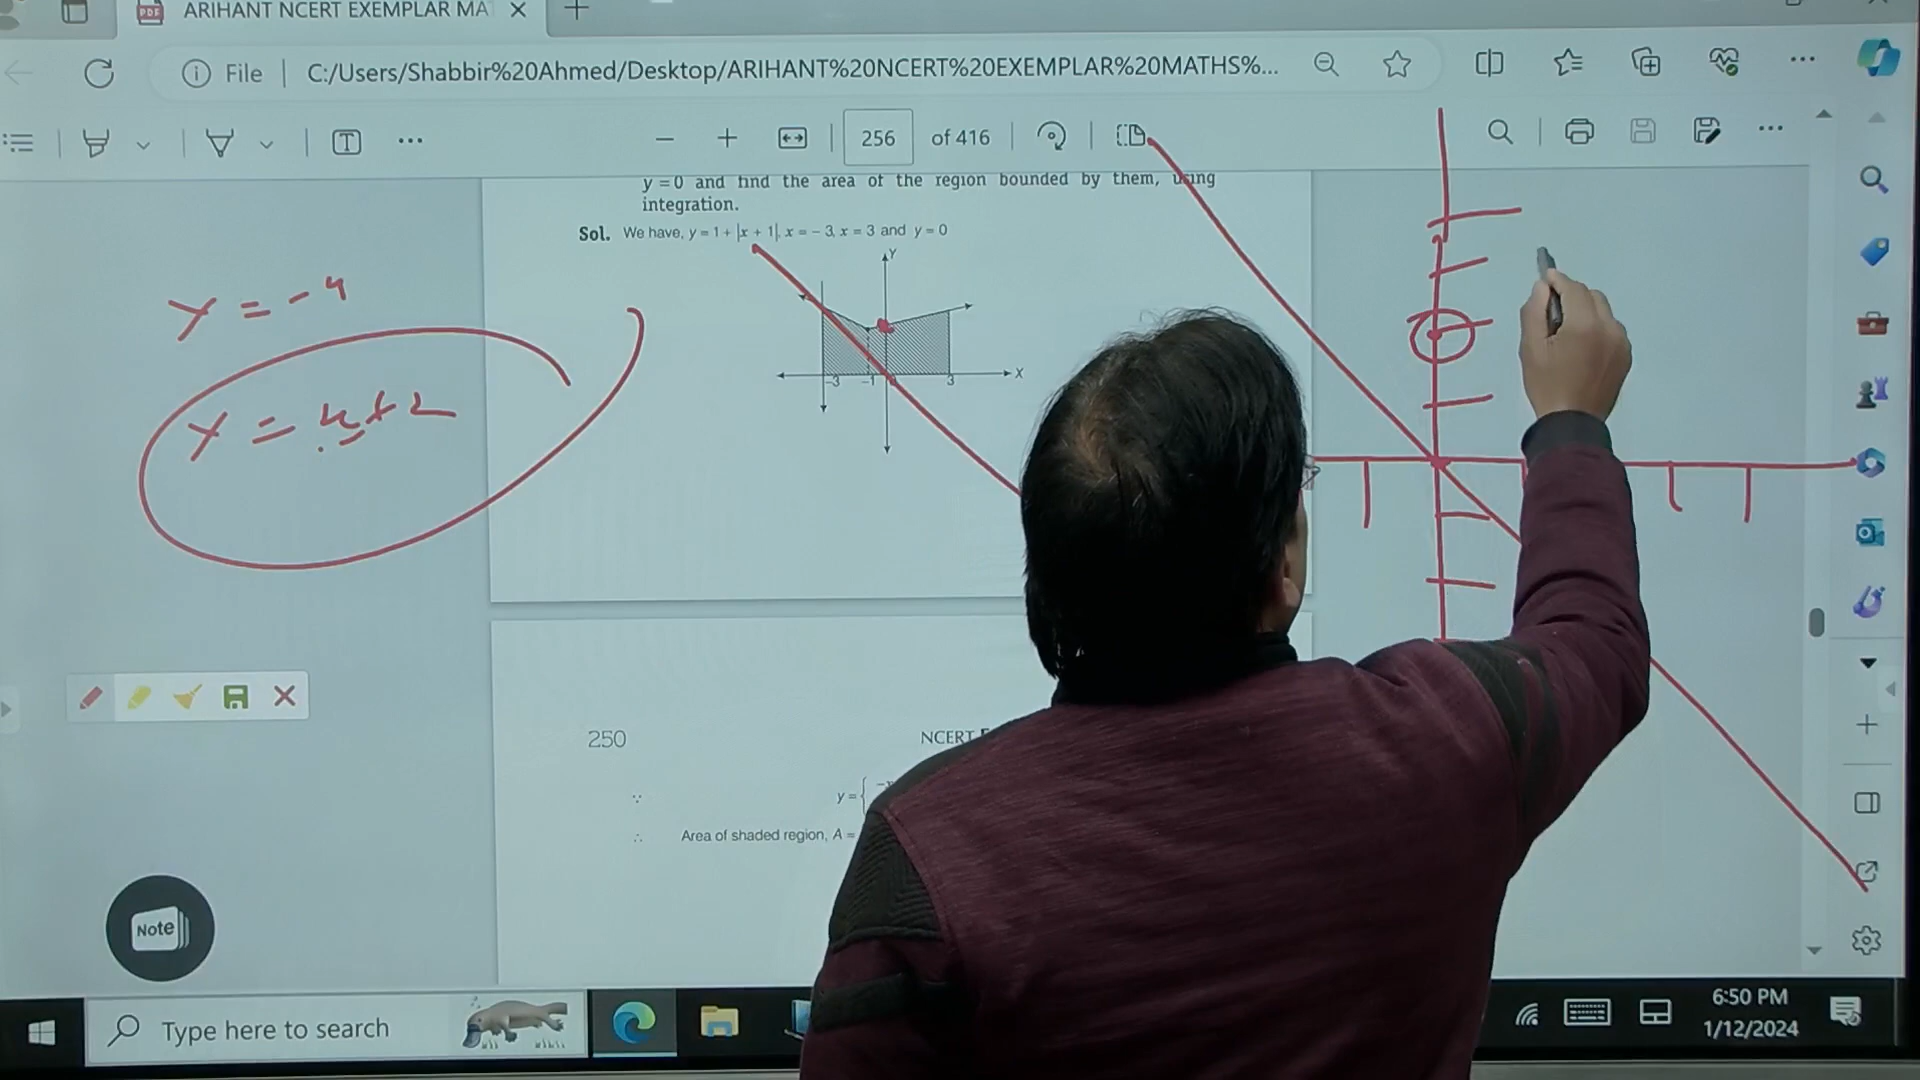 ARIHANT NCERT EXEMPLAR MA
File
C:/Users/Shabbir%20Ahmed/Desktop/ARIHANT%20NCERT%20EXEMPLAR%20MATHS%...
256 of 416
y = 0 and find the area of the region bounded by them, using
integration.
Sol. We have, y = 1 + |x + 1|, x = – 3, x = 3 and y = 0
Y
X
–3 –1 3
y = -4
y = x + 2
250
NCERT
∵ y = {
∴ Area of shaded region, A =
Note
Type here to search
6:50 PM
1/12/2024